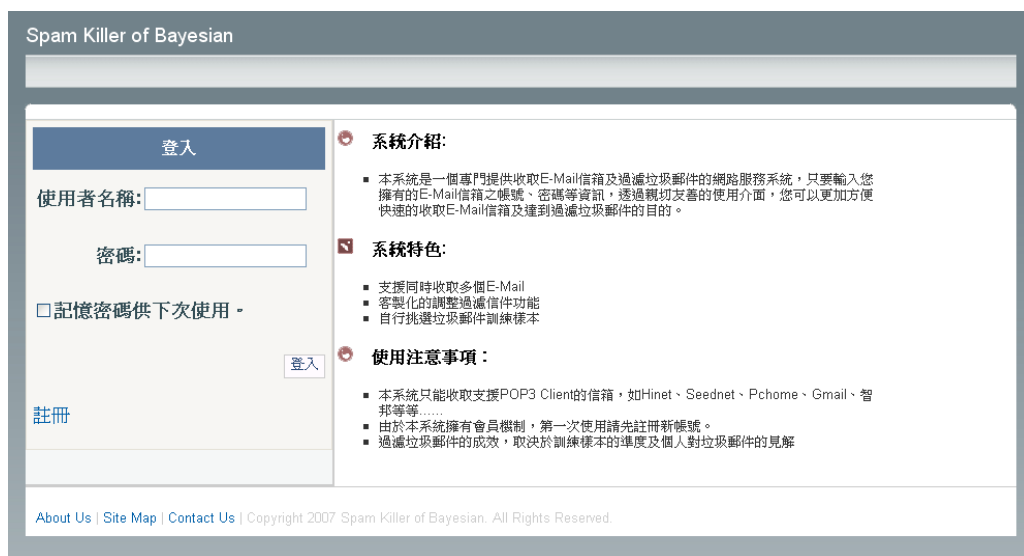 Spam Killer of Bayesian
登入
使用者名稱:
密碼:
記憶密碼供下次使用。
登入
註冊
系統介紹:
本系統是一個專門提供收取E-Mail信箱及過濾垃圾郵件的網路服務系統，只要輸入您
擁有的E-Mail信箱之帳號、密碼等資訊，透過親切友善的使用介面，您可以更加方便
快速的收取E-Mail信箱及達到過濾垃圾郵件的目的。
系統特色:
支援同時收取多個E-Mail
客製化的調整過濾信件功能
自行挑選垃圾郵件訓練樣本
使用注意事項：
本系統只能收取支援POP3 Client的信箱，如Hinet、Seednet、Pchome、Gmail、智
邦等等......
由於本系統擁有會員機制，第一次使用請先註冊新帳號。
過濾垃圾郵件的成效，取決於訓練樣本的準度及個人對垃圾郵件的見解
About Us | Site Map | Contact Us | Copyright 2007 Spam Killer of Bayesian. All Rights Reserved.